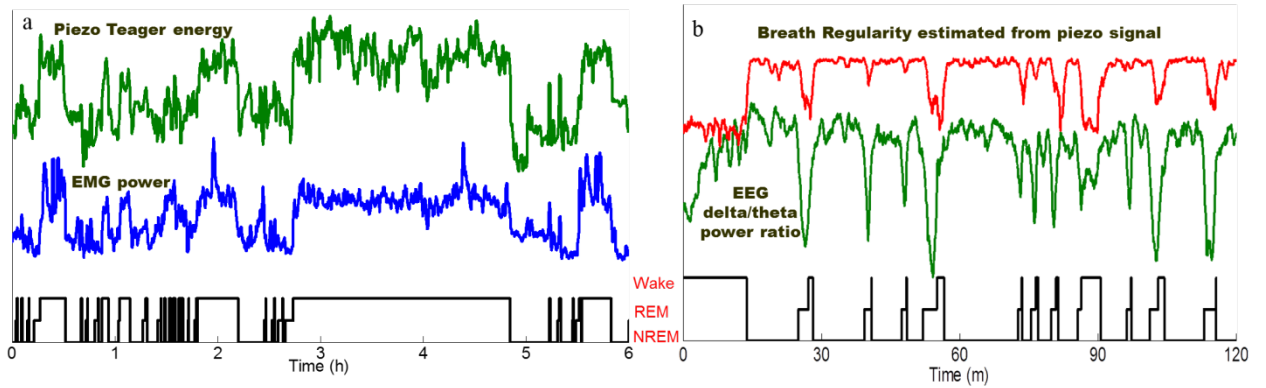 a
Piezo Teager energy
EMG power
0 1 2 3 4 5 6
Time (h)
Wake
REM
NREM
b
Breath Regularity estimated from piezo signal
EEG
delta/theta
power ratio
0 30 60 90 120
Time (m)